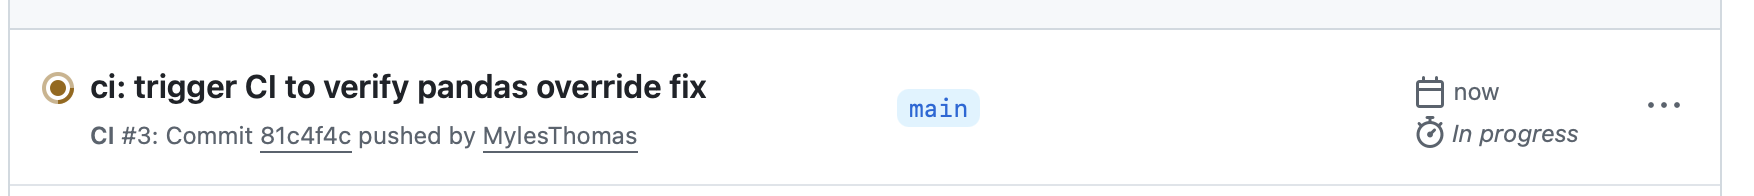 ci: trigger CI to verify pandas override fix
CI #3: Commit 81c4f4c pushed by MylesThomas
main
now
In progress